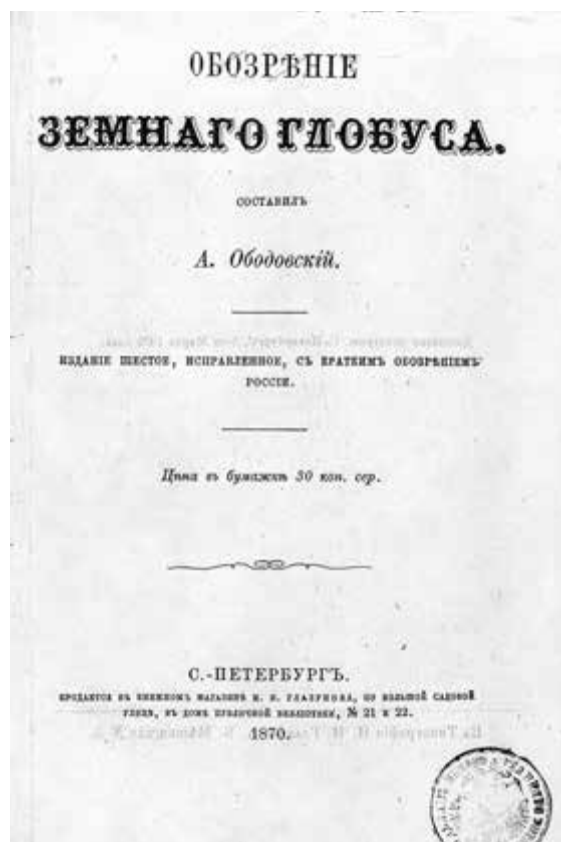 ОБОЗРѢНІЕ
ЗЕМНАГО ГЛОБУСА.
СОСТАВИЛЪ
А. Ободовскій.
ИЗДАНІЕ ШЕСТОЕ, ИСПРАВЛЕННОЕ, СЪ КРАТКИМЪ ОБОЗРѢНІЕМЪ
РОССІИ.
Цѣна въ бумажкѣ 30 коп. сер.
С.-ПЕТЕРБУРГЪ.
ПРОДАЕТСЯ ВЪ КНИЖНОМЪ МАГАЗИНѢ И. И. ГЛАЗУНОВА, ПО БОЛЬШОЙ САДОВОЙ
УЛИЦѢ, ВЪ ДОМѢ ПУБЛИЧНОЙ БИБЛІОТЕКИ, № 21 и 22.
1870.